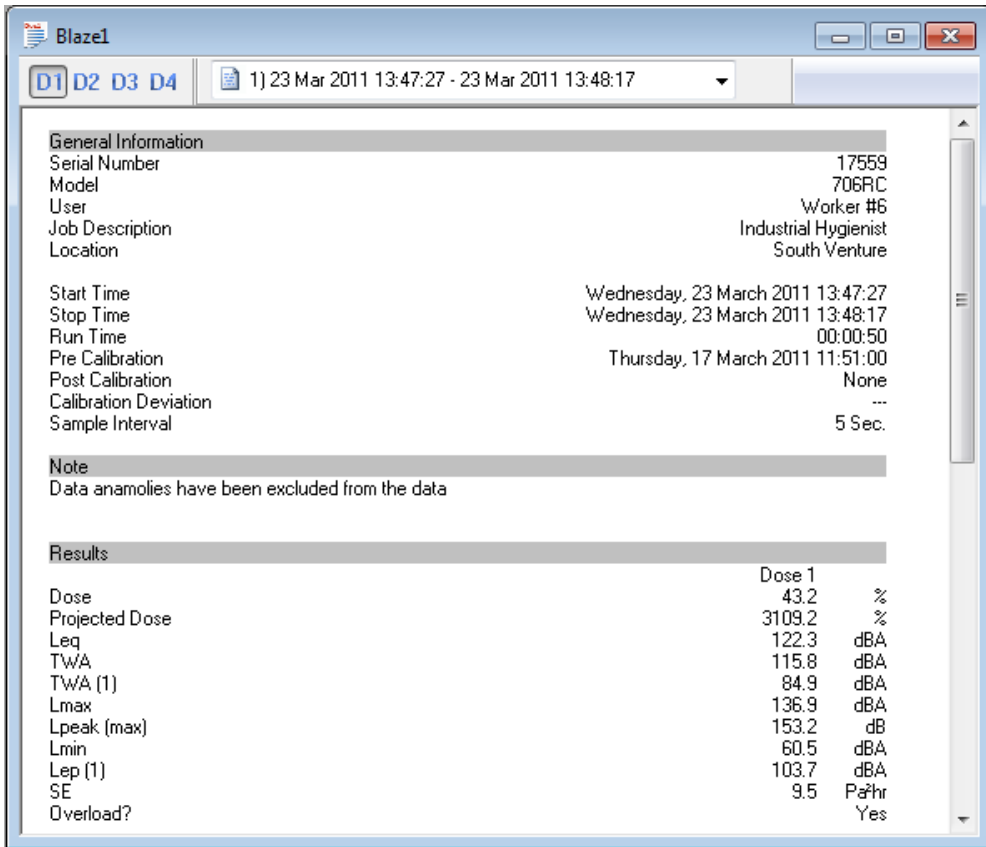 Blaze1
D1 D2 D3 D4 1) 23 Mar 2011 13:47:27 - 23 Mar 2011 13:48:17
General Information
Serial Number 17559
Model 706RC
User Worker #6
Job Description Industrial Hygienist
Location South Venture
Start Time Wednesday, 23 March 2011 13:47:27
Stop Time Wednesday, 23 March 2011 13:48:17
Run Time 00:00:50
Pre Calibration Thursday, 17 March 2011 11:51:00
Post Calibration None
Calibration Deviation ---
Sample Interval 5 Sec.
Note
Data anamolies have been excluded from the data
Results
Dose 1
Dose 43.2 %
Projected Dose 3109.2 %
Leq 122.3 dBA
TWA 115.8 dBA
TWA (1) 84.9 dBA
Lmax 136.9 dBA
Lpeak (max) 153.2 dB
Lmin 60.5 dBA
Lep (1) 103.7 dBA
SE 9.5 Pa²hr
Overload? Yes